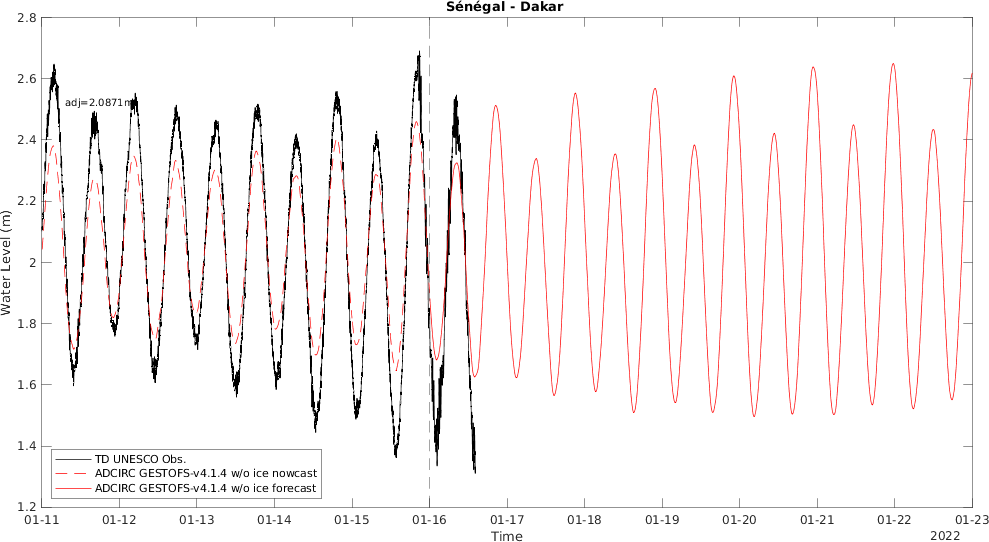 Sénégal - Dakar
2.8
2.6
2.4
2.2
2
1.8
1.6
1.4
1.2
Water Level (m)
adj=2.0871m
TD UNESCO Obs.
ADCIRC GESTOFS-v4.1.4 w/o ice nowcast
ADCIRC GESTOFS-v4.1.4 w/o ice forecast
01-11 01-12 01-13 01-14 01-15 01-16 01-17 01-18 01-19 01-20 01-21 01-22 01-23
Time
2022